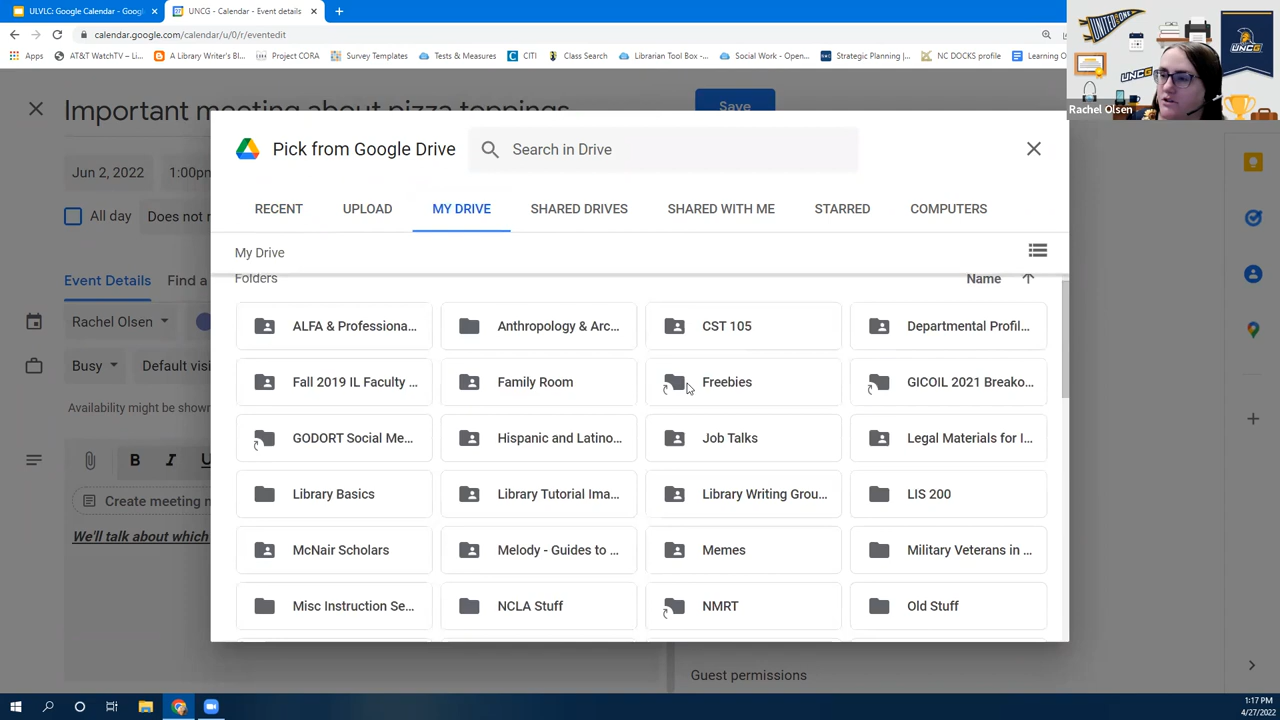 ULVLC: Google Calendar - Googl
UNCG - Calendar - Event details
calendar.google.com/calendar/u/0/r/eventedit
Apps
AT&T WatchTV – Li...
A Library Writer's Blog
Project CORA
Survey Templates
Tests & Measures
CITI
Class Search
Librarian Tool Box -...
Social Work - Open...
Strategic Planning |...
NC DOCKS profile
Learning O
UNITED@ONE
UNCG
UNCG
Rachel Olsen
Important meeting about pizza toppings
Save
Jun 2, 2022
1:00pm
All day
Does not r
Event Details
Find a
Rachel Olsen
Busy
Default visi
Availability might be shown
B I U
Create meeting n
We'll talk about which
Pick from Google Drive
Search in Drive
RECENT UPLOAD MY DRIVE SHARED DRIVES SHARED WITH ME STARRED COMPUTERS
My Drive
Folders
Name
ALFA & Professiona...
Anthropology & Arc...
CST 105
Departmental Profil...
Fall 2019 IL Faculty ...
Family Room
Freebies
GICOIL 2021 Breako...
GODORT Social Me...
Hispanic and Latino...
Job Talks
Legal Materials for I...
Library Basics
Library Tutorial Ima...
Library Writing Grou...
LIS 200
McNair Scholars
Melody - Guides to ...
Memes
Military Veterans in ...
Misc Instruction Se...
NCLA Stuff
NMRT
Old Stuff
Guest permissions
1:17 PM
4/27/2022